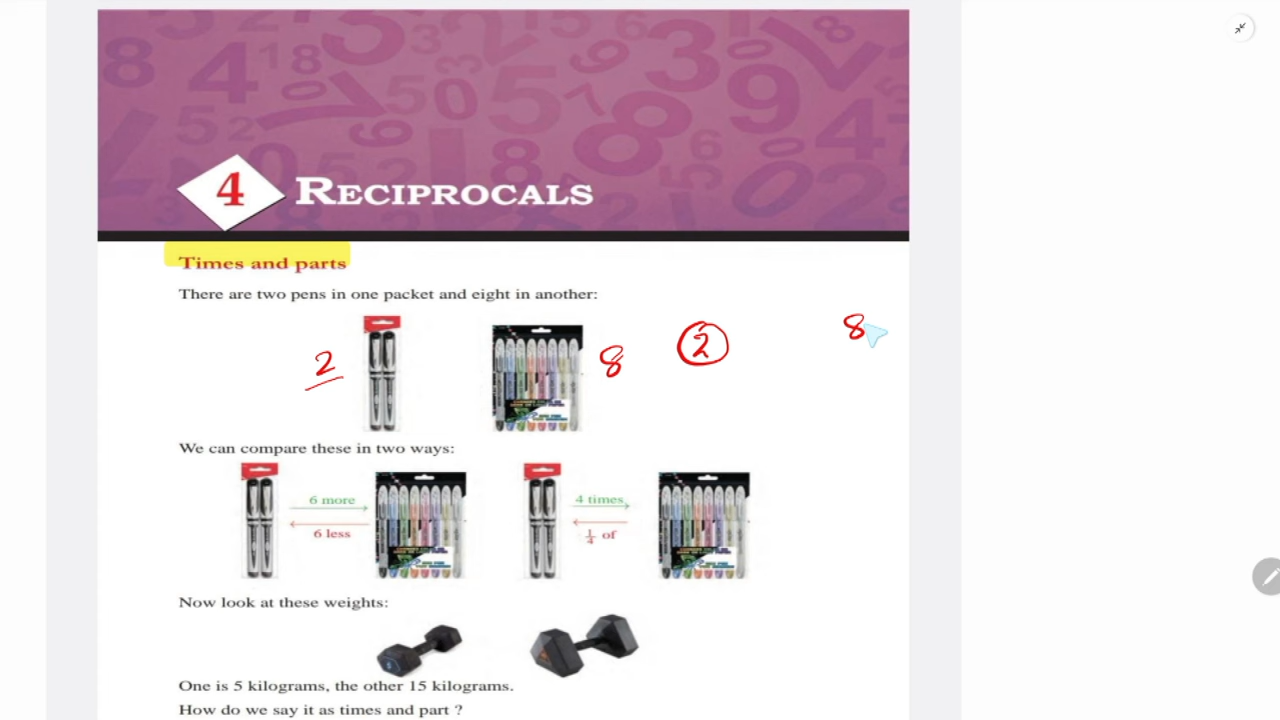 4 RECIPROCALS
Times and parts
There are two pens in one packet and eight in another:
2 8 2 8
We can compare these in two ways:
6 more 4 times
6 less 1/4 of
Now look at these weights:
One is 5 kilograms, the other 15 kilograms.
How do we say it as times and part ?